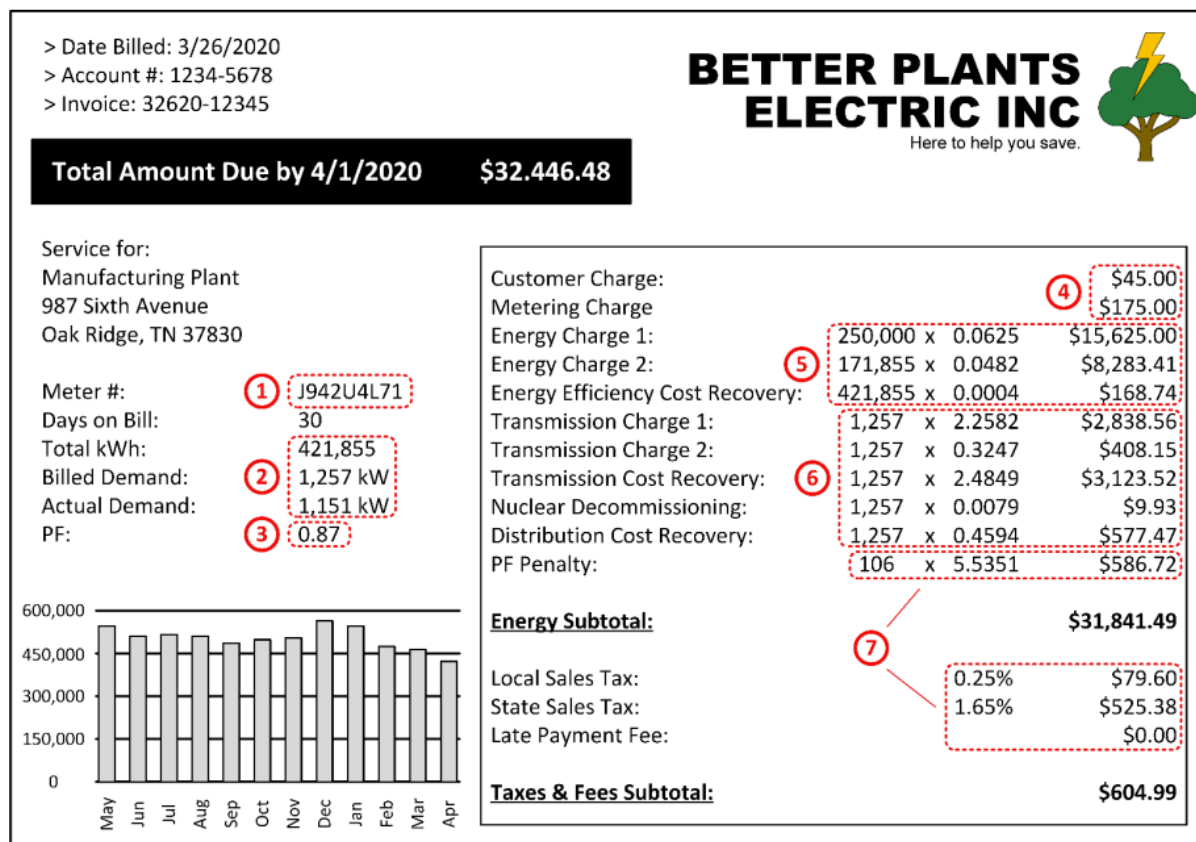 > Date Billed: 3/26/2020
> Account #: 1234-5678
> Invoice: 32620-12345
BETTER PLANTS
ELECTRIC INC
Here to help you save.
Total Amount Due by 4/1/2020 $32.446.48
Service for:
Manufacturing Plant
987 Sixth Avenue
Oak Ridge, TN 37830
Meter #: 1 J942U4L71
Days on Bill: 30
Total kWh: 421,855
Billed Demand: 2 1,257 kW
Actual Demand: 1,151 kW
PF: 3 0.87
600,000
450,000
300,000
150,000
0
May Jun Jul Aug Sep Oct Nov Dec Jan Feb Mar Apr
Customer Charge: $45.00
4
Metering Charge $175.00
Energy Charge 1: 250,000 x 0.0625 $15,625.00
Energy Charge 2: 5 171,855 x 0.0482 $8,283.41
Energy Efficiency Cost Recovery: 421,855 x 0.0004 $168.74
Transmission Charge 1: 1,257 x 2.2582 $2,838.56
Transmission Charge 2: 1,257 x 0.3247 $408.15
Transmission Cost Recovery: 6 1,257 x 2.4849 $3,123.52
Nuclear Decommissioning: 1,257 x 0.0079 $9.93
Distribution Cost Recovery: 1,257 x 0.4594 $577.47
PF Penalty: 106 x 5.5351 $586.72
Energy Subtotal: $31,841.49
7
Local Sales Tax: 0.25% $79.60
State Sales Tax: 1.65% $525.38
Late Payment Fee: $0.00
Taxes & Fees Subtotal: $604.99